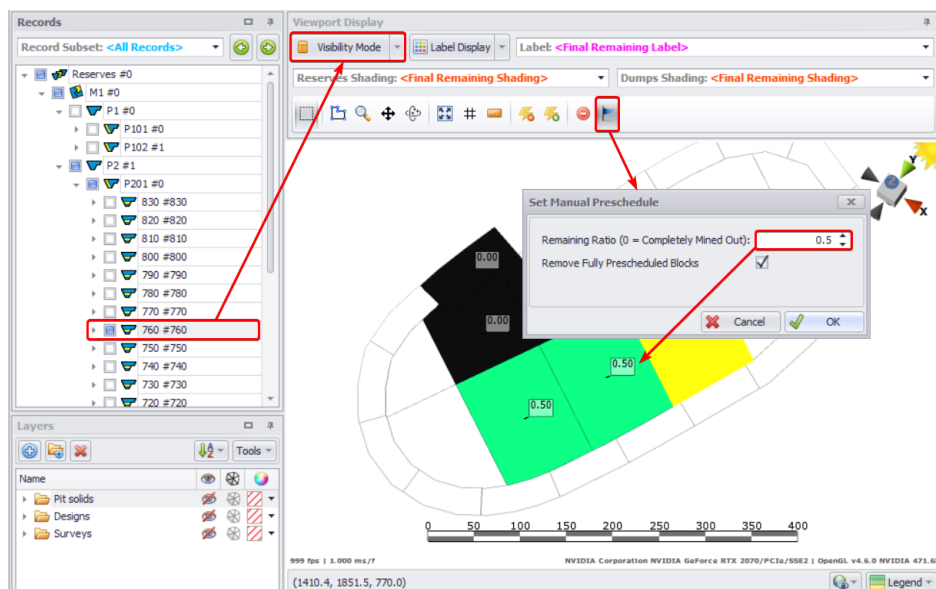 Records
Record Subset: <All Records>
Reserves #0
M1 #0
P1 #0
P101 #0
P102 #1
P2 #1
P201 #0
830 #830
820 #820
810 #810
800 #800
790 #790
780 #780
770 #770
760 #760
750 #750
740 #740
730 #730
720 #720
Layers
Tools
Name
Pit solids
Designs
Surveys
Viewport Display
Visibility Mode
Label Display
Label: <Final Remaining Label>
Reserves Shading: <Final Remaining Shading>
Dumps Shading: <Final Remaining Shading>
Y
Z
X
Set Manual Preschedule
Remaining Ratio (0 = Completely Mined Out): 0.5
Remove Fully Prescheduled Blocks
Cancel
OK
0.00
0.00
0.50
0.50
0 50 100 150 200 250 300 350 400
999 fps | 1.000 ms/f
NVIDIA Corporation NVIDIA GeForce RTX 2070/PCIe/SSE2 | OpenGL v4.6.0 NVIDIA 471.6
(1410.4, 1851.5, 770.0)
Legend